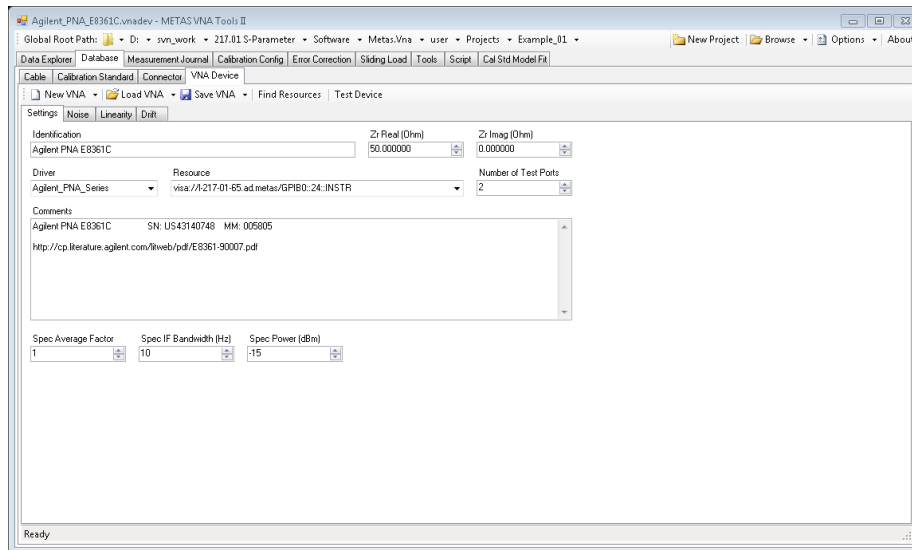 Agilent_PNA_E8361C.vnadev - METAS VNA Tools II
Global Root Path: D: svn_work 217.01 S-Parameter Software Metas.Vna user Projects Example_01 New Project Browse Options About
Data Explorer Database Measurement Journal Calibration Config Error Correction Sliding Load Tools Script Cal Std Model Fit
Cable Calibration Standard Connector VNA Device
New VNA Load VNA Save VNA Find Resources Test Device
Settings Noise Linearity Drift
Identification Zr Real (Ohm) Zr Imag (Ohm)
Agilent PNA E8361C 50.000000 0.000000
Driver Resource Number of Test Ports
Agilent_PNA_Series visa://l-217-01-65.ad.metas/GPIB0::24::INSTR 2
Comments
Agilent PNA E8361C SN: US43140748 MM: 005805
http://cp.literature.agilent.com/litweb/pdf/E8361-90007.pdf
Spec Average Factor Spec IF Bandwidth (Hz) Spec Power (dBm)
1 10 -15
Ready